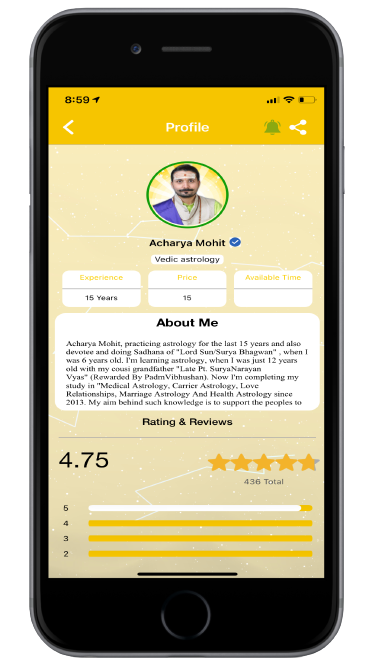 8:59
Profile
Acharya Mohit
Vedic astrology
Experience Price Available Time
15 Years 15
About Me
Acharya Mohit, practicing astrology for the last 15 years and also
devotee and doing Sadhana of "Lord Sun/Surya Bhagwan" , when I
was 6 years old. I'm learning astrology, when I was just 12 years
old with my cousi grandfather "Late Pt. SuryaNarayan
Vyas" (Rewarded By PadmVibhushan). Now I'm completing my
study in "Medical Astrology, Carrier Astrology, Love
Relationships, Marriage Astrology And Health Astrology since
2013. My aim behind such knowledge is to support the peoples to
Rating & Reviews
4.75
436 Total
5
4
3
2